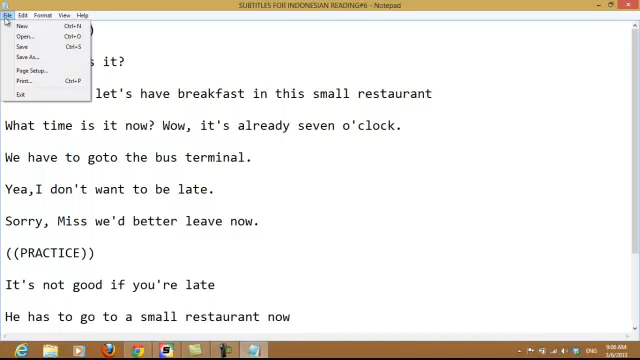 SUBTITLES FOR INDONESIAN READING#6 - Notepad
File Edit Format View Help
New Ctrl+N
Open... Ctrl+O
Save Ctrl+S
Save As...
Page Setup...
Print... Ctrl+P
Exit
)
s it?
let's have breakfast in this small restaurant
What time is it now? Wow, it's already seven o'clock.
We have to goto the bus terminal.
Yea,I don't want to be late.
Sorry, Miss we'd better leave now.
((PRACTICE))
It's not good if you're late
He has to go to a small restaurant now
ENG
9:06 AM